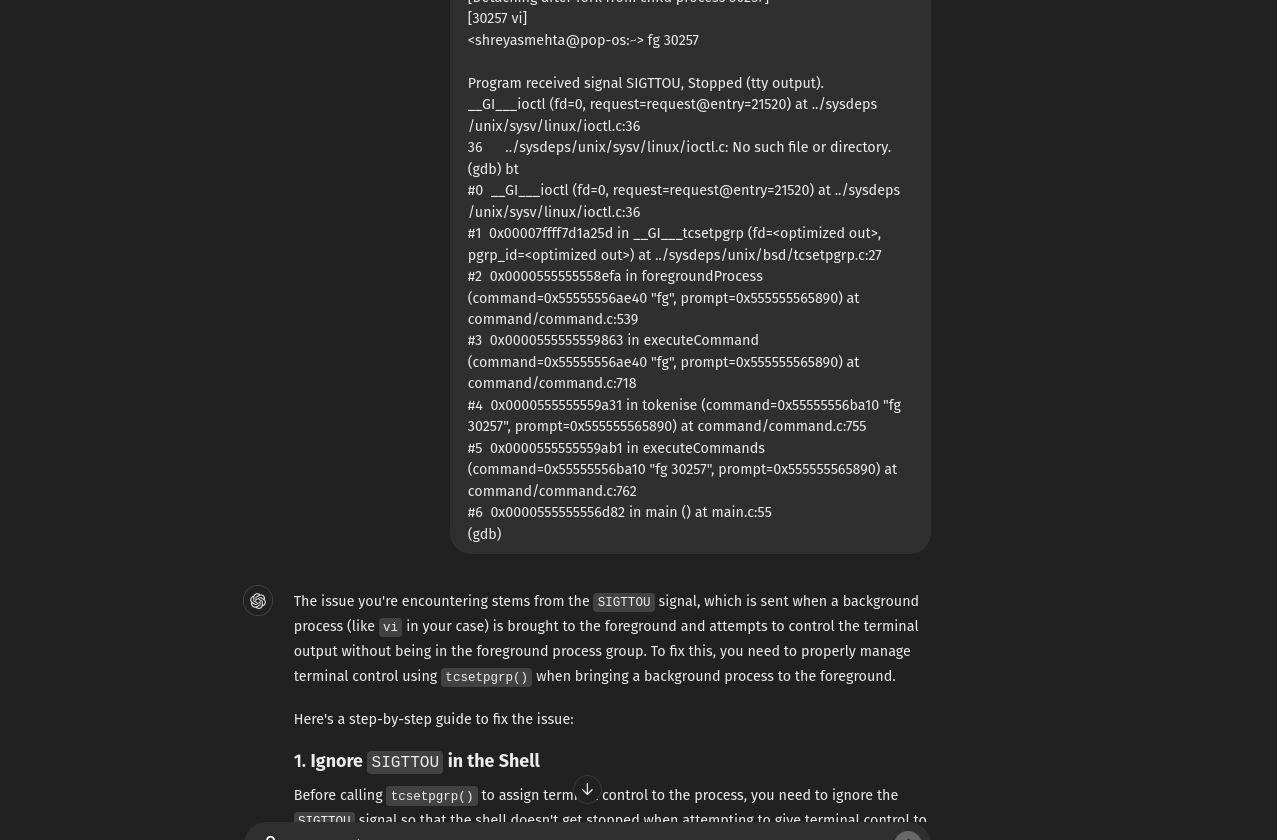 [Detaching after fork from child process 30257]
[30257 vi]
<shreyasmehta@pop-os:~> fg 30257
Program received signal SIGTTOU, Stopped (tty output).
__GI___ioctl (fd=0, request=request@entry=21520) at ../sysdeps
/unix/sysv/linux/ioctl.c:36
36 ../sysdeps/unix/sysv/linux/ioctl.c: No such file or directory.
(gdb) bt
#0 __GI___ioctl (fd=0, request=request@entry=21520) at ../sysdeps
/unix/sysv/linux/ioctl.c:36
#1 0x00007ffff7d1a25d in __GI___tcsetpgrp (fd=<optimized out>,
pgrp_id=<optimized out>) at ../sysdeps/unix/bsd/tcsetpgrp.c:27
#2 0x0000555555558efa in foregroundProcess
(command=0x55555556ae40 "fg", prompt=0x555555565890) at
command/command.c:539
#3 0x0000555555559863 in executeCommand
(command=0x55555556ae40 "fg", prompt=0x555555565890) at
command/command.c:718
#4 0x0000555555559a31 in tokenise (command=0x55555556ba10 "fg
30257", prompt=0x555555565890) at command/command.c:755
#5 0x0000555555559ab1 in executeCommands
(command=0x55555556ba10 "fg 30257", prompt=0x555555565890) at
command/command.c:762
#6 0x0000555555556d82 in main () at main.c:55
(gdb)
The issue you're encountering stems from the SIGTTOU signal, which is sent when a background
process (like vi in your case) is brought to the foreground and attempts to control the terminal
output without being in the foreground process group. To fix this, you need to properly manage
terminal control using tcsetpgrp() when bringing a background process to the foreground.
Here's a step-by-step guide to fix the issue:
1. Ignore SIGTTOU in the Shell
Before calling tcsetpgrp() to assign terminal control to the process, you need to ignore the
SIGTTOU signal so that the shell doesn't get stopped when attempting to give terminal control to